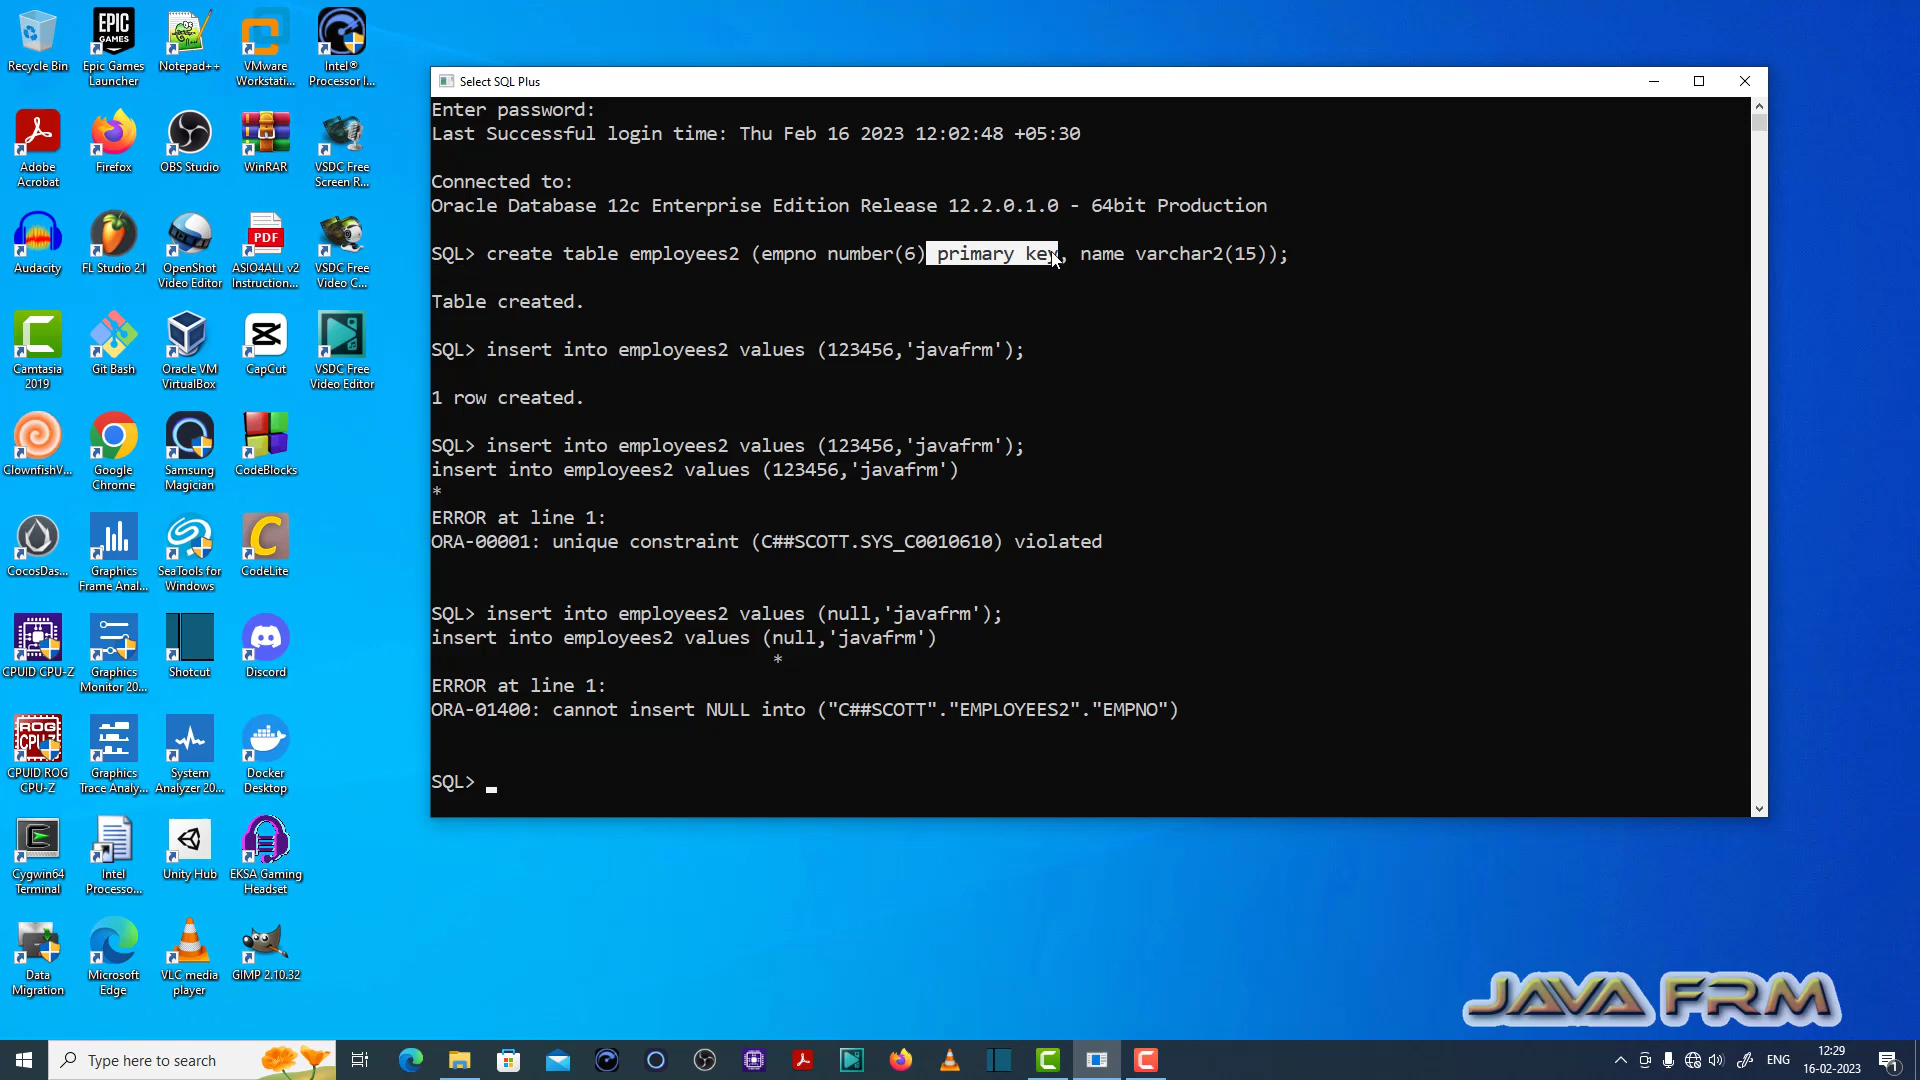 Recycle Bin
Epic Games
Launcher
Notepad++
VMware
Workstati...
Intel®
Processor I...
Adobe
Acrobat
Firefox
OBS Studio
WinRAR
VSDC Free
Screen R...
Audacity
FL Studio 21
OpenShot
Video Editor
ASIO4ALL v2
Instruction...
VSDC Free
Video C...
Camtasia
2019
Git Bash
Oracle VM
VirtualBox
CapCut
VSDC Free
Video Editor
ClownfishV...
Google
Chrome
Samsung
Magician
CodeBlocks
CocosDas...
Graphics
Frame Anal...
SeaTools for
Windows
CodeLite
CPUID CPU-Z
Graphics
Monitor 20...
Shotcut
Discord
CPUID ROG
CPU-Z
Graphics
Trace Analy...
System
Analyzer 20...
Docker
Desktop
Cygwin64
Terminal
Intel
Processo...
Unity Hub
EKSA Gaming
Headset
Data
Migration
Microsoft
Edge
VLC media
player
GIMP 2.10.32
EPIC
GAMES
PDF
CPU
Select SQL Plus
Enter password:
Last Successful login time: Thu Feb 16 2023 12:02:48 +05:30
Connected to:
Oracle Database 12c Enterprise Edition Release 12.2.0.1.0 - 64bit Production
SQL> create table employees2 (empno number(6) primary key, name varchar2(15));
Table created.
SQL> insert into employees2 values (123456,'javafrm');
1 row created.
SQL> insert into employees2 values (123456,'javafrm');
insert into employees2 values (123456,'javafrm')
*
ERROR at line 1:
ORA-00001: unique constraint (C##SCOTT.SYS_C0010610) violated
SQL> insert into employees2 values (null,'javafrm');
insert into employees2 values (null,'javafrm')
*
ERROR at line 1:
ORA-01400: cannot insert NULL into ("C##SCOTT"."EMPLOYEES2"."EMPNO")
SQL>
JAVA FRM
Type here to search
ENG
12:29
16-02-2023
1